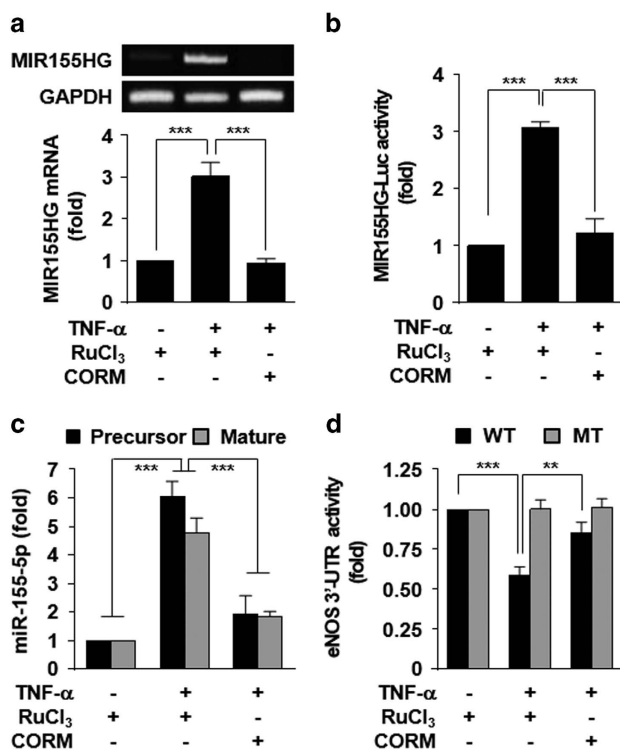 a
MIR155HG
GAPDH
MIR155HG mRNA
(fold)
4
3
2
1
0
*** ***
TNF-α - + +
RuCl₃ + + -
CORM - - +
b
MIR155HG-Luc activity
(fold)
4
3
2
1
0
*** ***
TNF-α - + +
RuCl₃ + + -
CORM - - +
c
Precursor Mature
miR-155-5p (fold)
7
6
5
4
3
2
1
0
*** ***
TNF-α - + +
RuCl₃ + + -
CORM - - +
d
WT MT
eNOS 3'-UTR activity
(fold)
1.25
1.00
0.75
0.50
0.25
0
*** **
TNF-α - + +
RuCl₃ + + -
CORM - - +